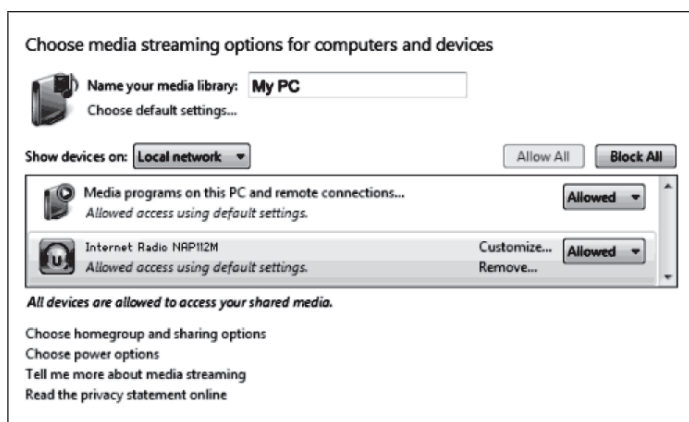 Choose media streaming options for computers and devices
Name your media library: My PC
Choose default settings...
Show devices on: Local network Allow All Block All
Media programs on this PC and remote connections... Allowed
Allowed access using default settings.
Internet Radio NAP112M Customize... Allowed
Allowed access using default settings. Remove...
All devices are allowed to access your shared media.
Choose homegroup and sharing options
Choose power options
Tell me more about media streaming
Read the privacy statement online